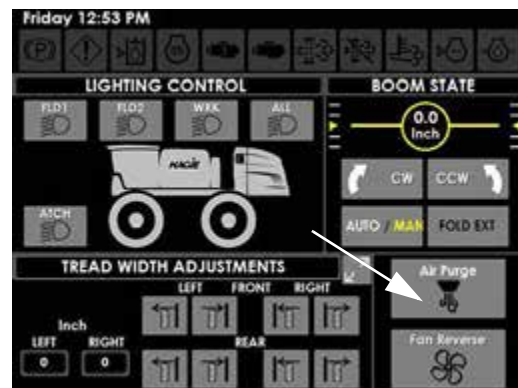 Friday 12:53 PM
LIGHTING CONTROL
BOOM STATE
FLD1 FLD2 WRK ALL
0.0
Inch
HAGIE
CW CCW
ATCH
AUTO / MAN FOLD EXT
TREAD WIDTH ADJUSTMENTS
LEFT FRONT RIGHT
Air Purge
Inch
LEFT RIGHT
REAR
0 0
Fan Reverse